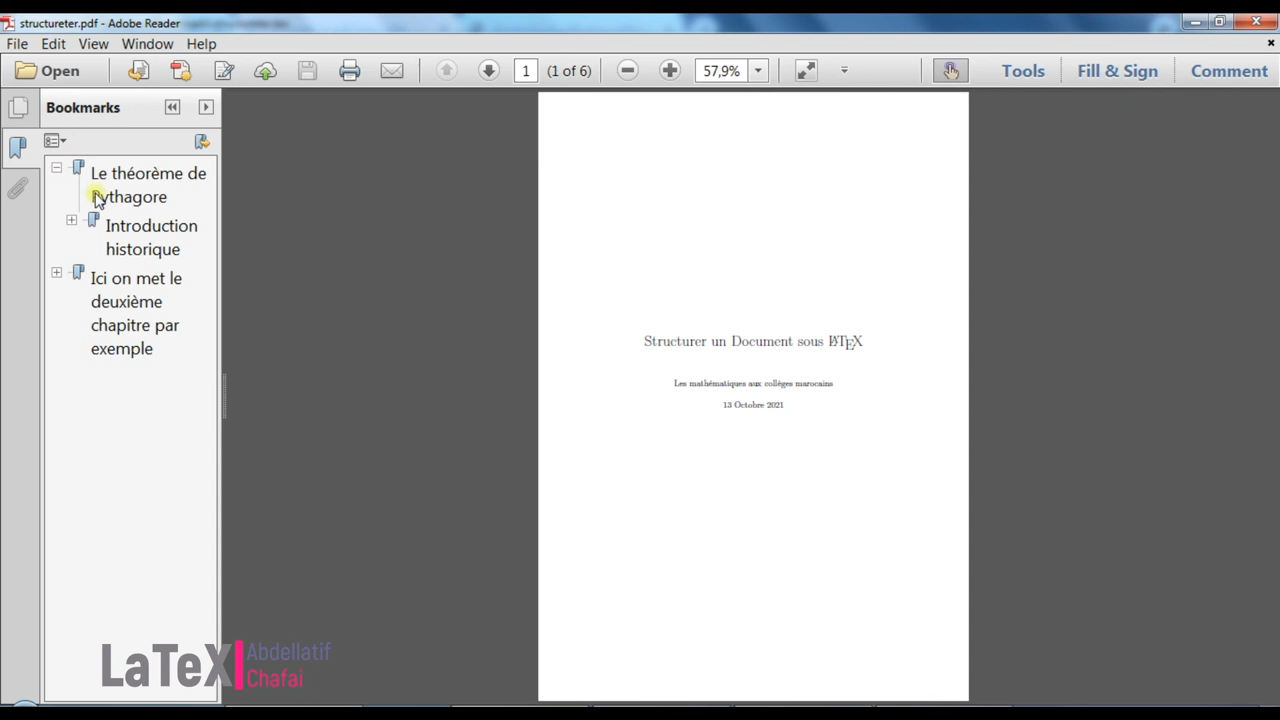 structureter.pdf - Adobe Reader
File Edit View Window Help
Open 1 (1 of 6) 57,9% Tools Fill & Sign Comment
Bookmarks
Le théorème de
Pythagore
Introduction
historique
Ici on met le
deuxième
chapitre par
exemple
Structurer un Document sous LATEX
Les mathématiques aux collèges marocains
13 Octobre 2021
LaTeX
Abdellatif
Chafai